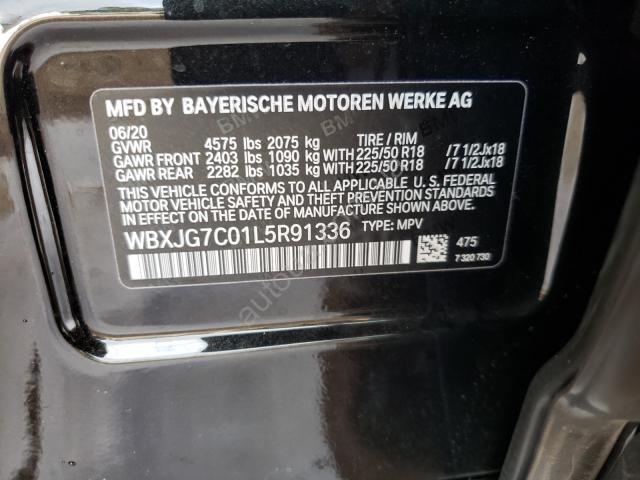 MFD BY BAYERISCHE MOTOREN WERKE AG
06/20
GVWR 4575 lbs 2075 kg TIRE / RIM
GAWR FRONT 2403 lbs 1090 kg WITH 225/50 R18 /7 1/2Jx18
GAWR REAR 2282 lbs 1035 kg WITH 225/50 R18 /7 1/2Jx18
THIS VEHICLE CONFORMS TO ALL APPLICABLE U. S. FEDERAL
MOTOR VEHICLE SAFETY AND THEFT PREVENTION STANDARDS
IN EFFECT ON THE DATE OF MANUFACTURE SHOWN ABOVE.
WBXJG7C01L5R91336 TYPE: MPV
475
7 320 730